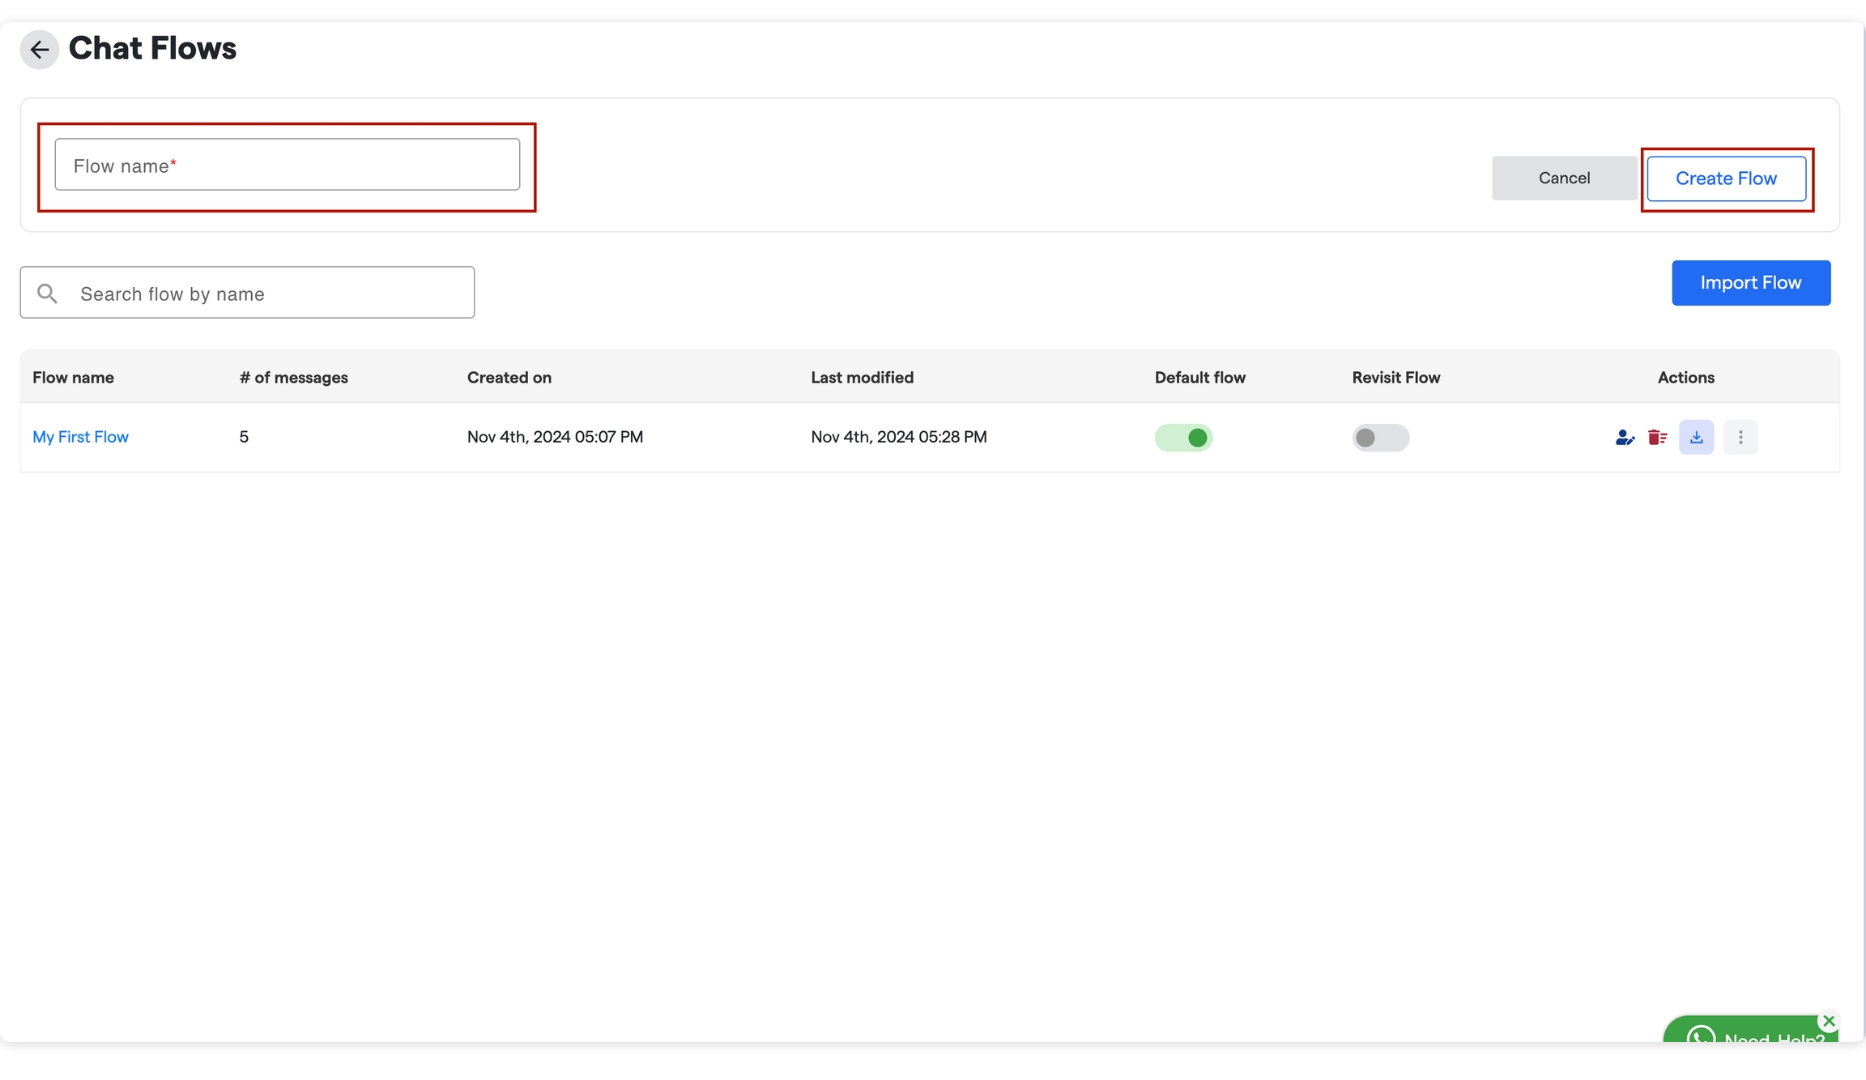 Chat Flows
Flow name*
Cancel
Create Flow
Search flow by name
Import Flow
Flow name # of messages Created on Last modified Default flow Revisit Flow Actions
My First Flow 5 Nov 4th, 2024 05:07 PM Nov 4th, 2024 05:28 PM
Need Help?